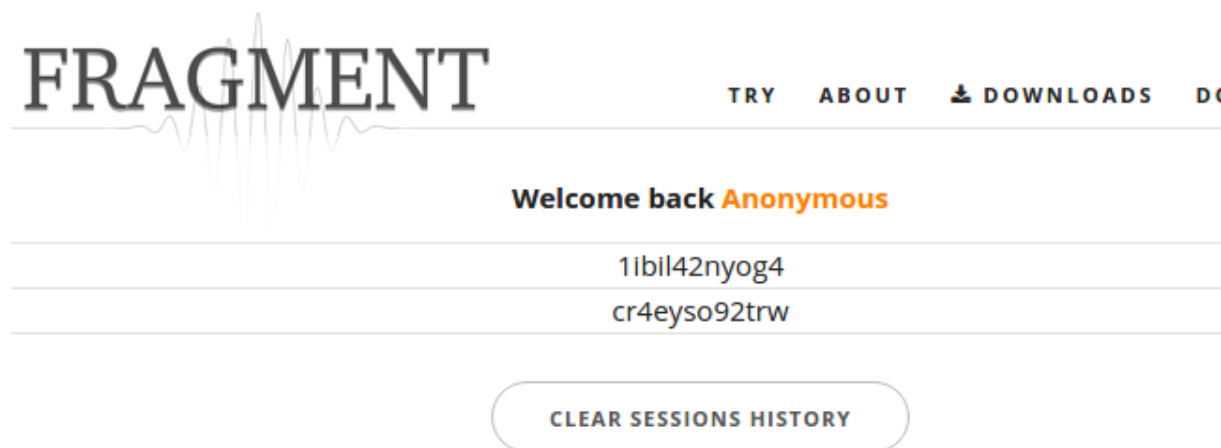 FRAGMENT
TRY ABOUT DOWNLOADS
Welcome back Anonymous
1ibil42nyog4
cr4eyso92trw
CLEAR SESSIONS HISTORY